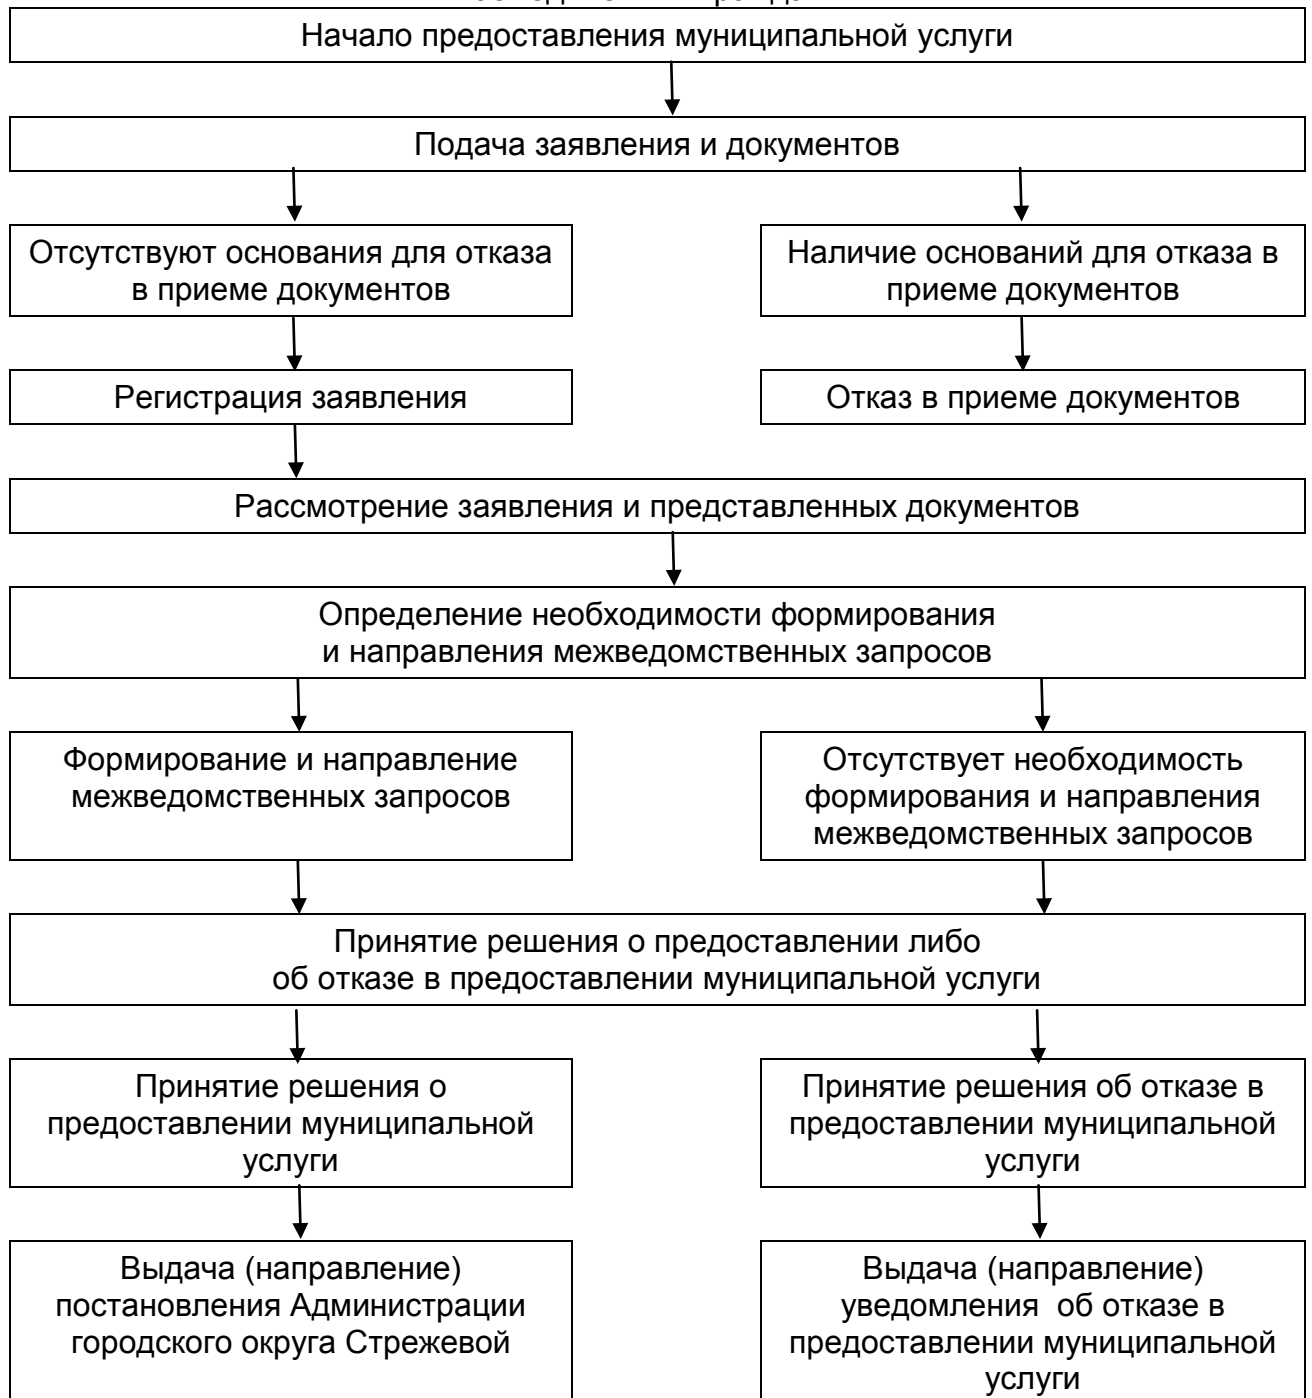 Начало предоставления муниципальной услуги
Подача заявления и документов
Отсутствуют основания для отказа
в приеме документов
Наличие оснований для отказа в
приеме документов
Регистрация заявления
Отказ в приеме документов
Рассмотрение заявления и представленных документов
Определение необходимости формирования
и направления межведомственных запросов
Формирование и направление
межведомственных запросов
Отсутствует необходимость
формирования и направления
межведомственных запросов
Принятие решения о предоставлении либо
об отказе в предоставлении муниципальной услуги
Принятие решения о
предоставлении муниципальной
услуги
Принятие решения об отказе в
предоставлении муниципальной
услуги
Выдача (направление)
постановления Администрации
городского округа Стрежевой
Выдача (направление)
уведомления  об отказе в
предоставлении муниципальной
услуги